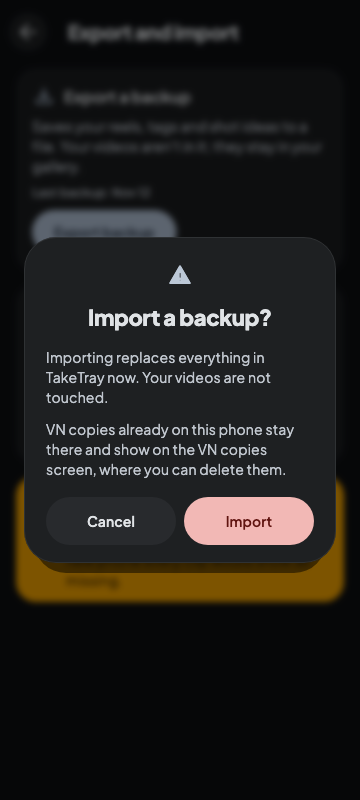 Export and import
Export a backup
Saves your reels, tags and shot ideas to a
file. Your videos aren't in it; they stay in your
gallery.
Last backup: Nov 12
Export backup
Import a backup?
Importing replaces everything in
TakeTray now. Your videos are not
touched.
VN copies already on this phone stay
there and show on the VN copies
screen, where you can delete them.
Cancel
Import
missing.